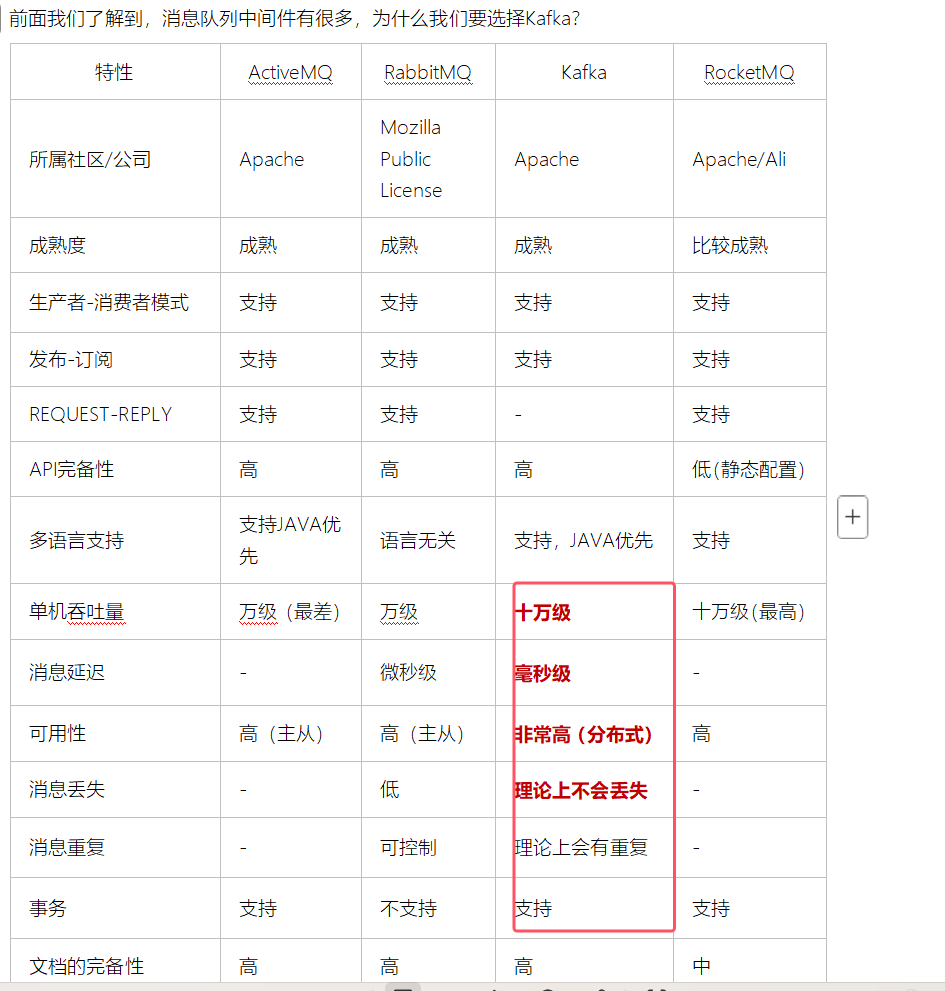 前面我们了解到，消息队列中间件有很多，为什么我们要选择Kafka？
特性 ActiveMQ RabbitMQ Kafka RocketMQ
所属社区/公司 Apache Mozilla Public License Apache Apache/Ali
成熟度 成熟 成熟 成熟 比较成熟
生产者-消费者模式 支持 支持 支持 支持
发布-订阅 支持 支持 支持 支持
REQUEST-REPLY 支持 支持 - 支持
API完备性 高 高 高 低（静态配置）
多语言支持 支持JAVA优先 语言无关 支持，JAVA优先 支持
单机吞吐量 万级（最差） 万级 十万级 十万级（最高）
消息延迟 - 微秒级 毫秒级 -
可用性 高（主从） 高（主从） 非常高（分布式） 高
消息丢失 - 低 理论上不会丢失 -
消息重复 - 可控制 理论上会有重复 -
事务 支持 不支持 支持 支持
文档的完备性 高 高 高 中